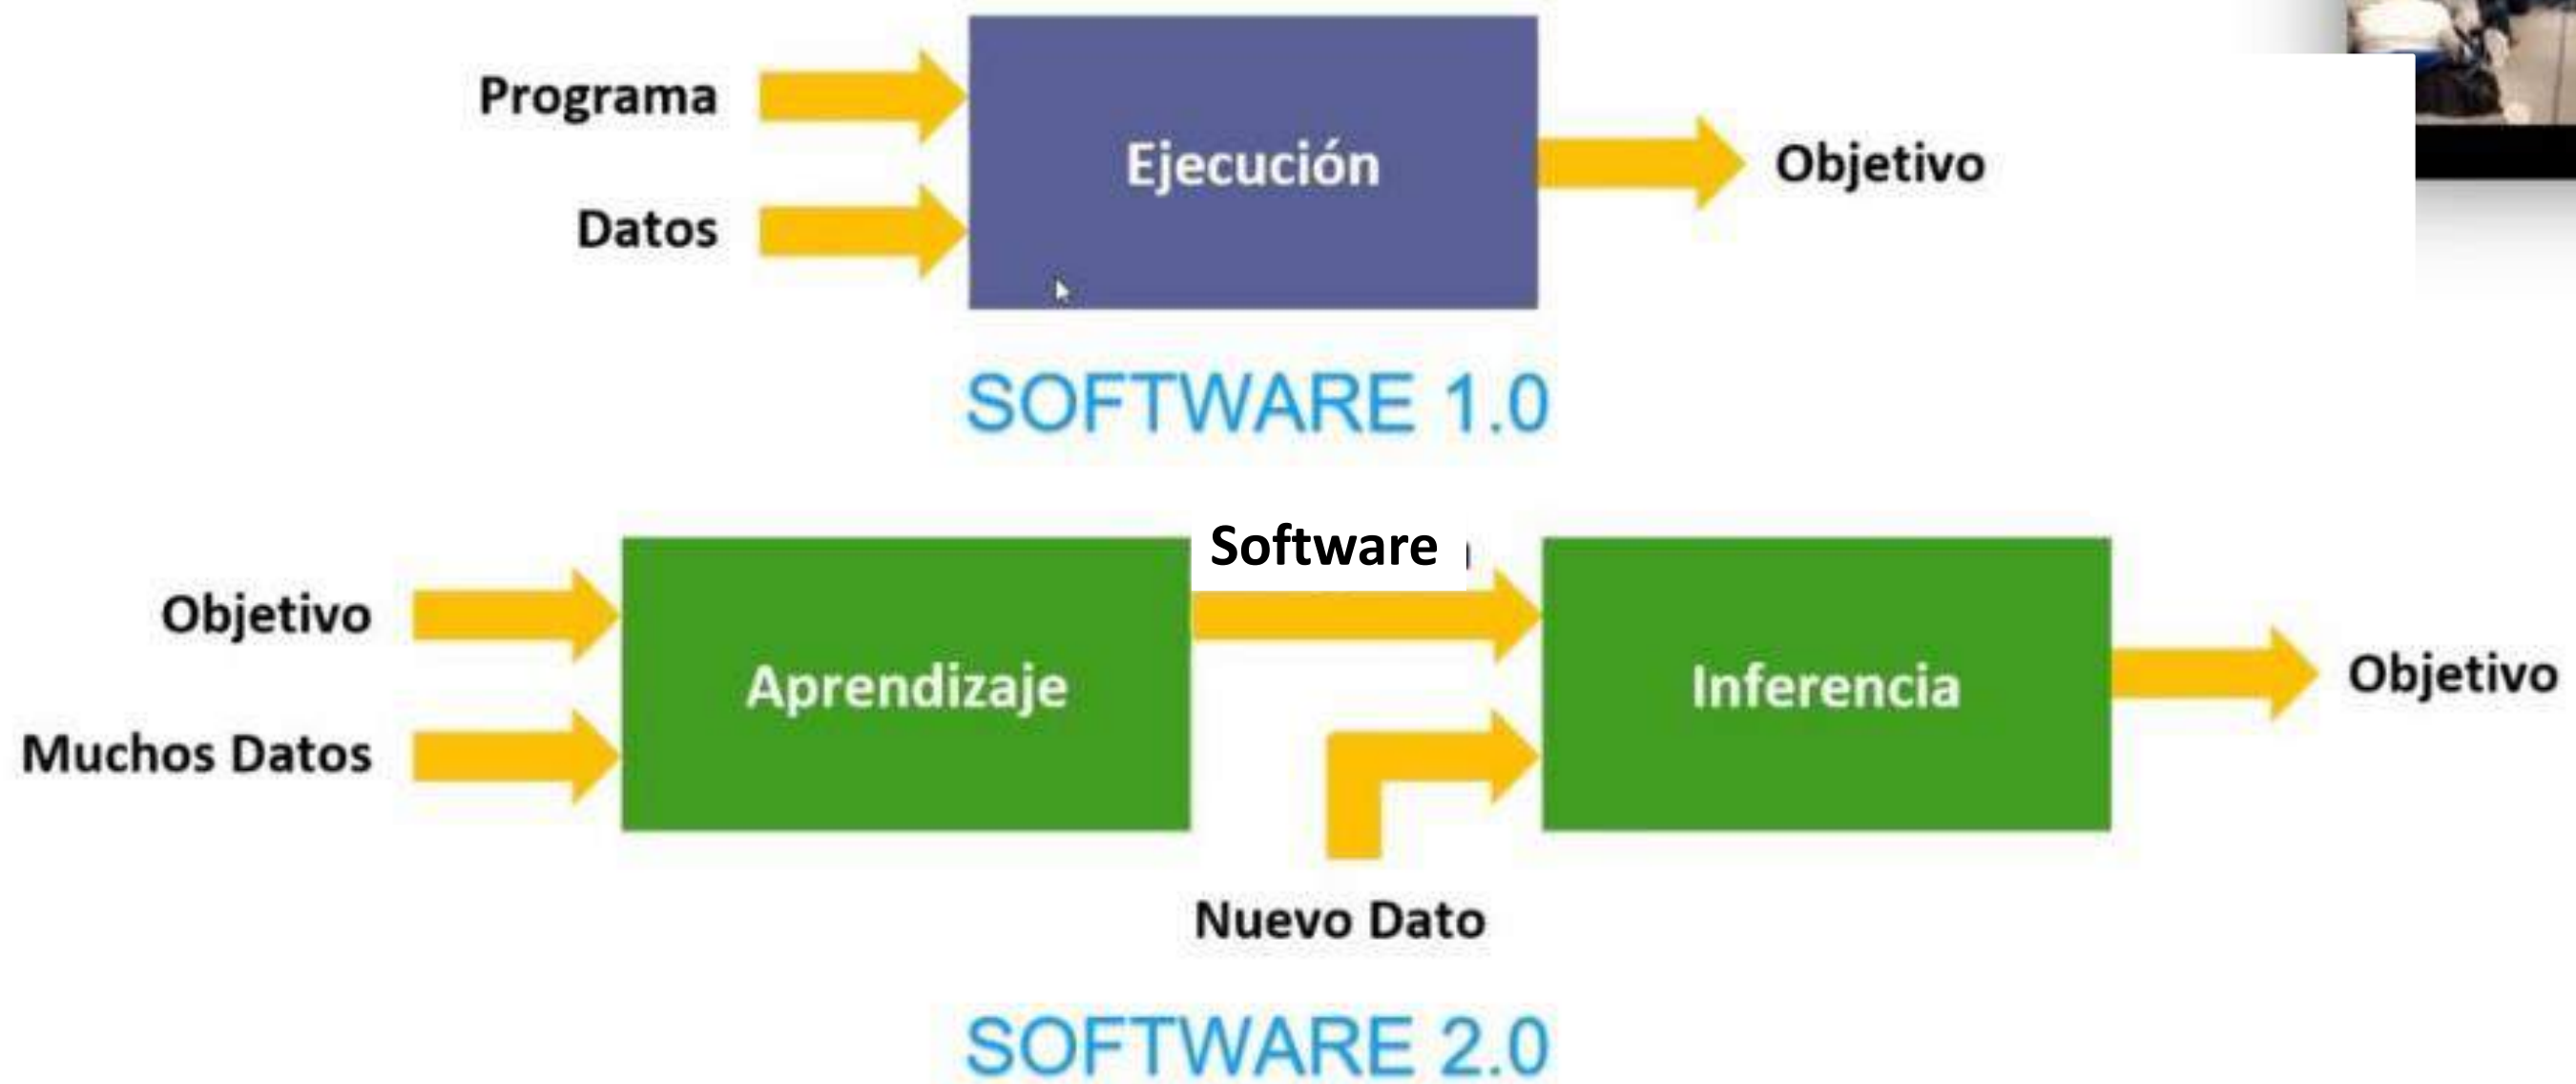 Programa
Datos
Ejecución
Objetivo
SOFTWARE 1.0
Objetivo
Muchos Datos
Aprendizaje
Software
Nuevo Dato
Inferencia
Objetivo
SOFTWARE 2.0